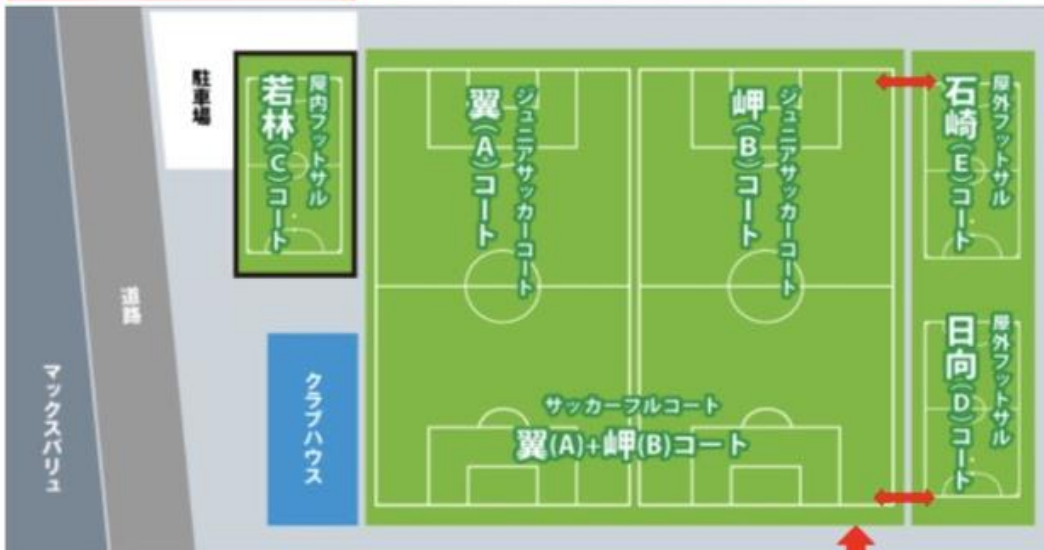 マックスバリュ
道路
駐車場
屋内フットサル
若林(C)コート
クラブハウス
ジュニアサッカーコート
翼(A)コート
ジュニアサッカーコート
岬(B)コート
サッカーフルコート
翼(A)+岬(B)コート
屋外フットサル
石崎(E)コート
屋外フットサル
日向(D)コート